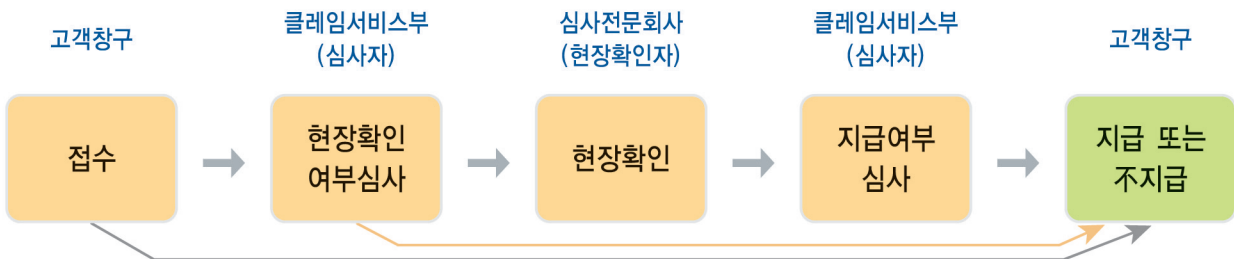 고객창구
클레임서비스부
(심사자)
심사전문회사
(현장확인자)
클레임서비스부
(심사자)
고객창구
접수
현장확인
여부심사
현장확인
지급여부
심사
지급 또는
不지급